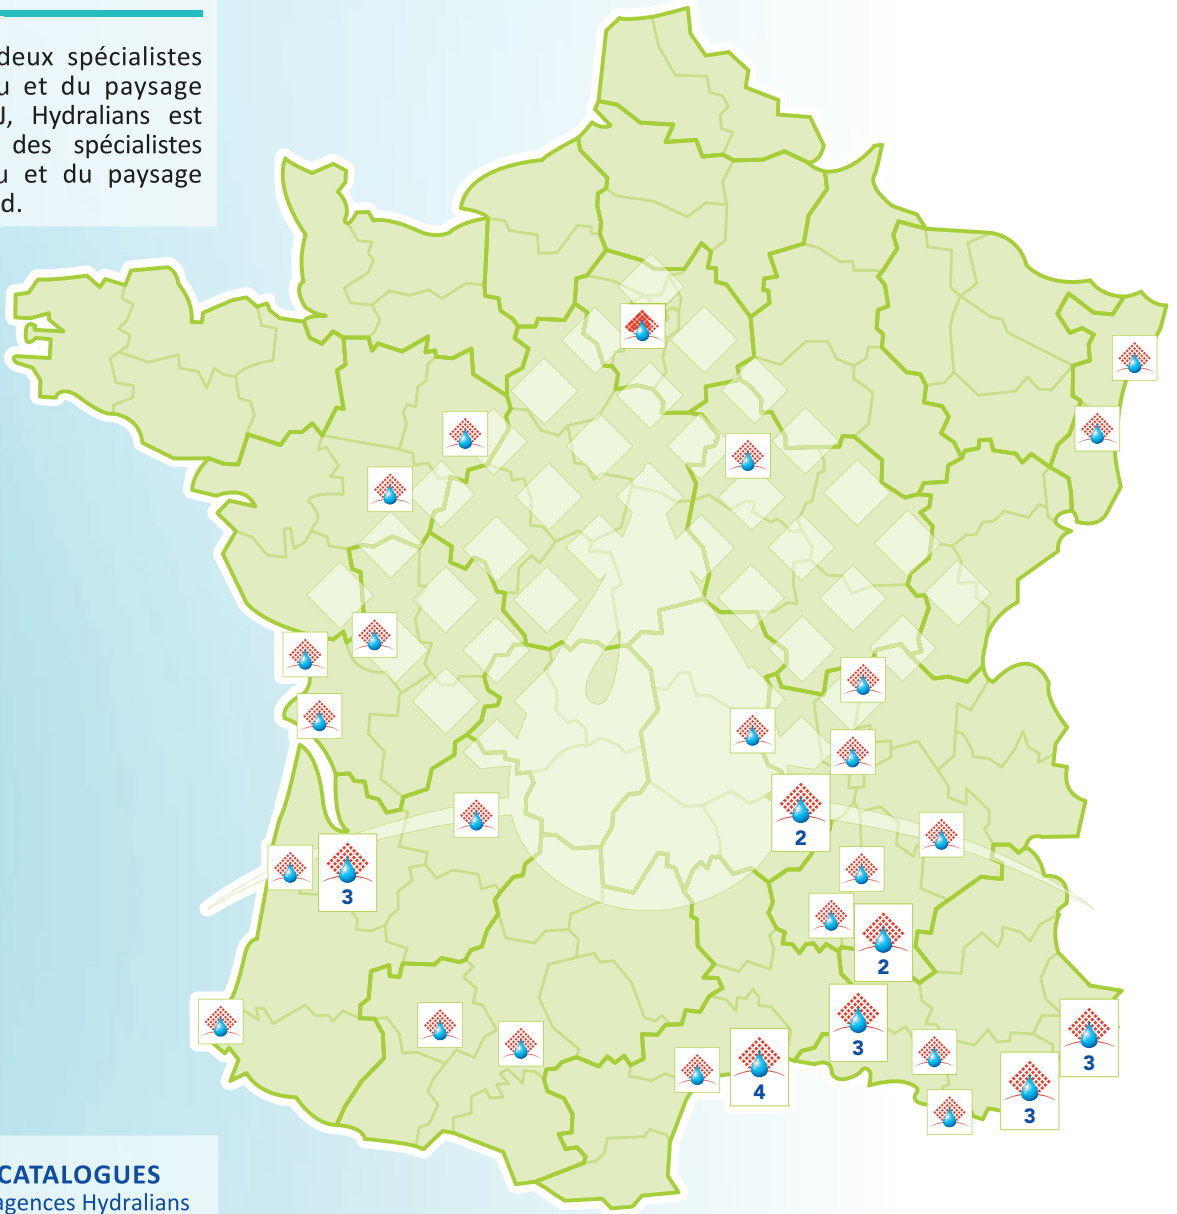 deux spécialistes
et du paysage
Hydralians est
des spécialistes
et du paysage
2
3
2
3
3
4
3
CATALOGUES
agences Hydralians